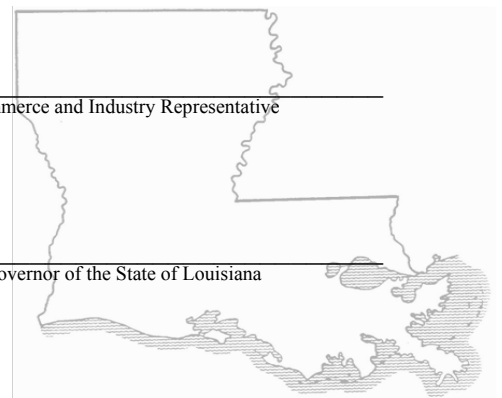 merce and Industry Representative
overnor of the State of Louisiana